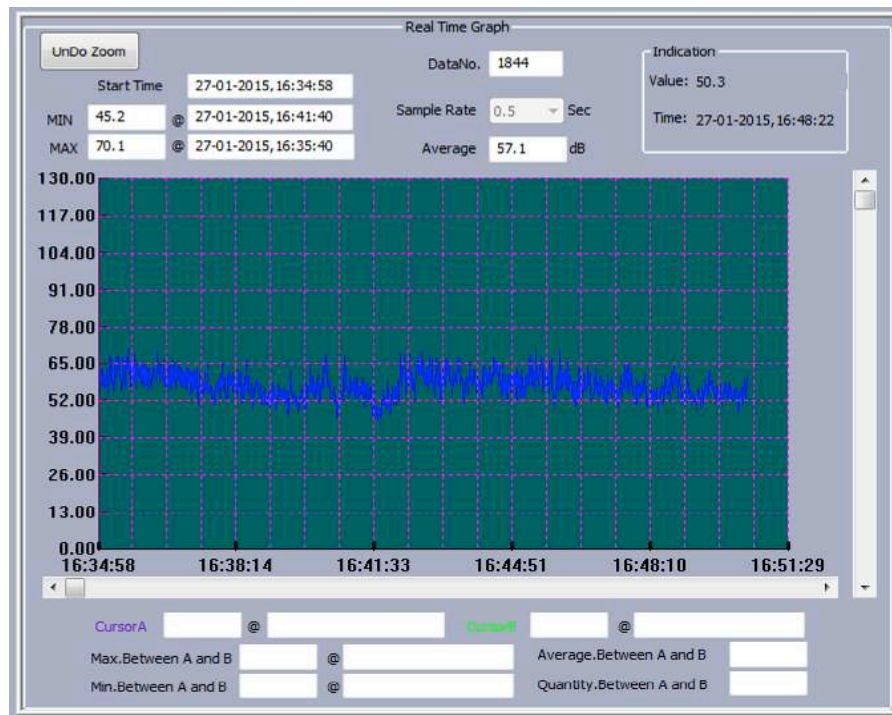 Real Time Graph
UnDo Zoom
DataNo. 1844
Indication
Value: 50.3
Start Time 27-01-2015,16:34:58
MIN 45.2 @ 27-01-2015,16:41:40
Sample Rate 0.5 Sec
Time: 27-01-2015,16:48:22
MAX 70.1 @ 27-01-2015,16:35:40
Average 57.1 dB
130.00
117.00
104.00
91.00
78.00
65.00
52.00
39.00
26.00
13.00
0.00
16:34:58 16:38:14 16:41:33 16:44:51 16:48:10 16:51:29
CursorA @ CursorB @
Max.Between A and B @ Average.Between A and B
Min.Between A and B @ Quantity.Between A and B